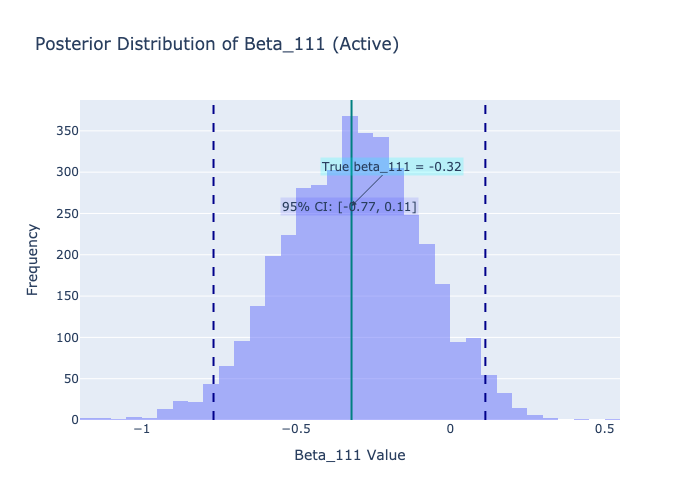 Posterior Distribution of Beta_111 (Active)
350
300
250
200
150
100
50
0
Frequency
True beta_111 = -0.32
95% CI: [-0.77, 0.11]
−1
−0.5
0
0.5
Beta_111 Value